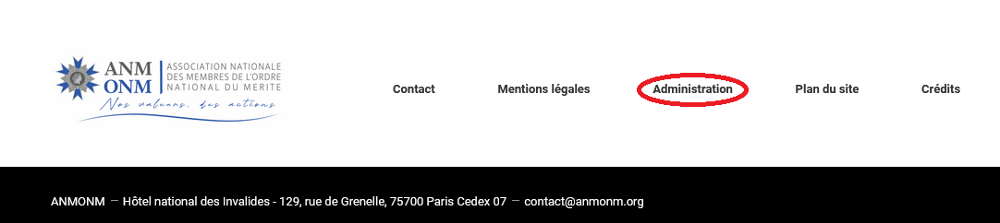 ANM
ONM
ASSOCIATION NATIONALE
DES MEMBRES DE L'ORDRE
NATIONAL DU MERITE
Nos valeurs, des actions
Contact
Mentions légales
Administration
Plan du site
Crédits
ANMONM — Hôtel national des Invalides - 129, rue de Grenelle, 75700 Paris Cedex 07 — contact@anmonm.org